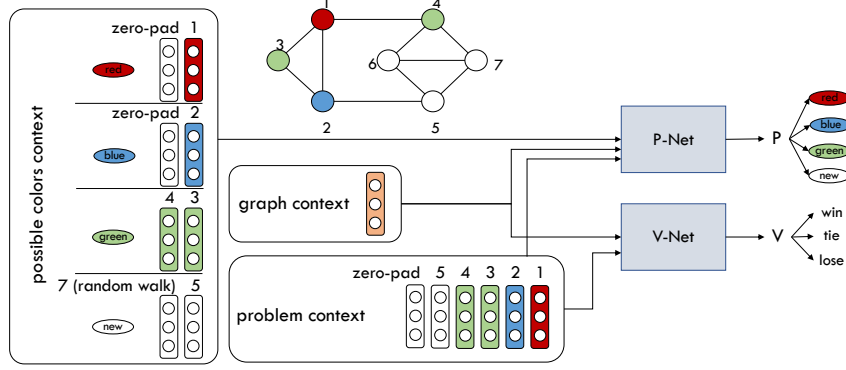 possible colors context
zero-pad 1
red
zero-pad 2
blue
4 3
green
7 (random walk) 5
new
1
4
3
6
7
2
5
graph context
problem context
zero-pad 5 4 3 2 1
P-Net
V-Net
P
red
blue
green
new
V
win
tie
lose